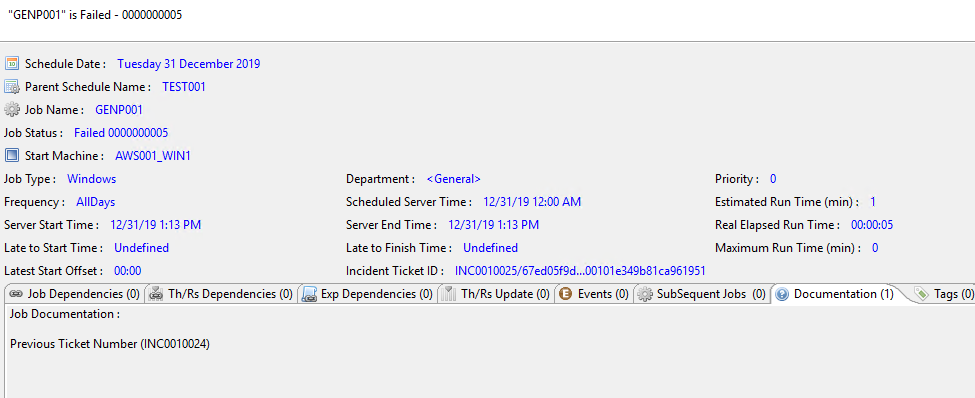 "GENP001" is Failed - 0000000005
Schedule Date : Tuesday 31 December 2019
Parent Schedule Name : TEST001
Job Name : GENP001
Job Status : Failed 0000000005
Start Machine : AWS001_WIN1
Job Type : Windows Department : <General> Priority : 0
Frequency : AllDays Scheduled Server Time : 12/31/19 12:00 AM Estimated Run Time (min) : 1
Server Start Time : 12/31/19 1:13 PM Server End Time : 12/31/19 1:13 PM Real Elapsed Run Time : 00:00:05
Late to Start Time : Undefined Late to Finish Time : Undefined Maximum Run Time (min) : 0
Latest Start Offset : 00:00 Incident Ticket ID : INC0010025/67ed05f9d...00101e349b81ca961951
Job Dependencies (0) Th/Rs Dependencies (0) Exp Dependencies (0) Th/Rs Update (0) Events (0) SubSequent Jobs (0) Documentation (1) Tags (0)
Job Documentation :
Previous Ticket Number (INC0010024)